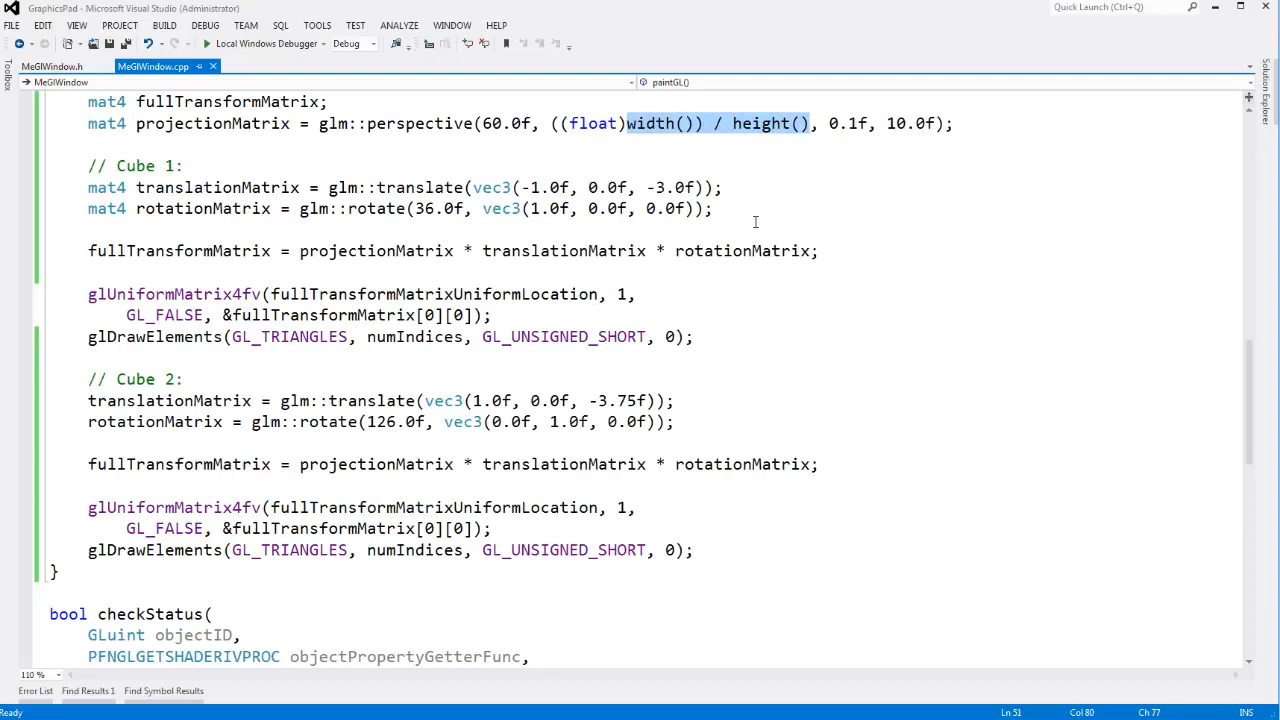 GraphicsPad - Microsoft Visual Studio (Administrator)
Quick Launch (Ctrl+Q)
FILE EDIT VIEW PROJECT BUILD DEBUG TEAM SQL TOOLS TEST ANALYZE WINDOW HELP
Local Windows Debugger Debug
MeGlWindow.h MeGlWindow.cpp
MeGlWindow paintGL()
Toolbox
Solution Explorer
mat4 fullTransformMatrix;
mat4 projectionMatrix = glm::perspective(60.0f, ((float)width()) / height(), 0.1f, 10.0f);
// Cube 1:
mat4 translationMatrix = glm::translate(vec3(-1.0f, 0.0f, -3.0f));
mat4 rotationMatrix = glm::rotate(36.0f, vec3(1.0f, 0.0f, 0.0f));
fullTransformMatrix = projectionMatrix * translationMatrix * rotationMatrix;
glUniformMatrix4fv(fullTransformMatrixUniformLocation, 1,
GL_FALSE, &fullTransformMatrix[0][0]);
glDrawElements(GL_TRIANGLES, numIndices, GL_UNSIGNED_SHORT, 0);
// Cube 2:
translationMatrix = glm::translate(vec3(1.0f, 0.0f, -3.75f));
rotationMatrix = glm::rotate(126.0f, vec3(0.0f, 1.0f, 0.0f));
fullTransformMatrix = projectionMatrix * translationMatrix * rotationMatrix;
glUniformMatrix4fv(fullTransformMatrixUniformLocation, 1,
GL_FALSE, &fullTransformMatrix[0][0]);
glDrawElements(GL_TRIANGLES, numIndices, GL_UNSIGNED_SHORT, 0);
}
bool checkStatus(
GLuint objectID,
PFNGLGETSHADERIVPROC objectPropertyGetterFunc,
110 %
Error List Find Results 1 Find Symbol Results
Ready Ln 51 Col 80 Ch 77 INS